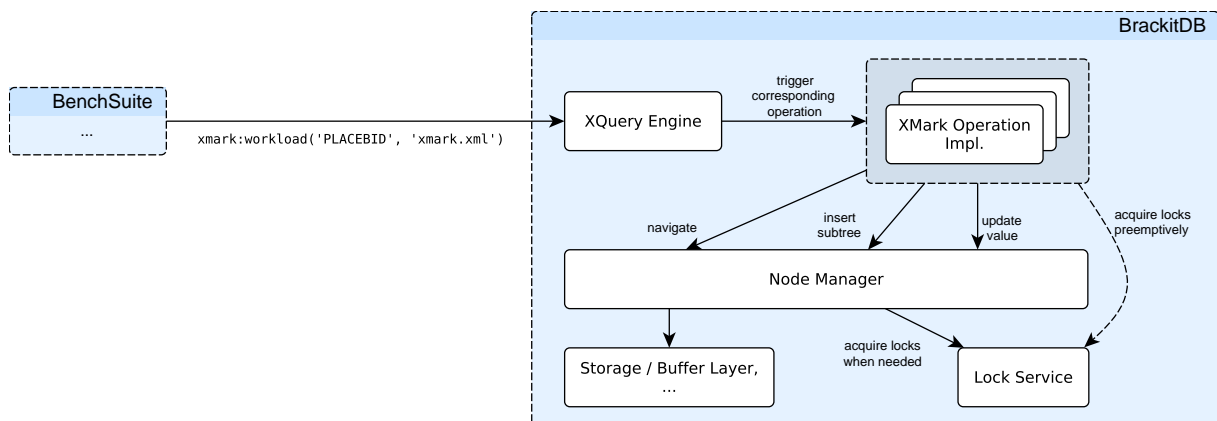 BrackitDB
BenchSuite
...
xmark:workload('PLACEBID', 'xmark.xml')
XQuery Engine
trigger
corresponding
operation
XMark Operation
Impl.
navigate
insert
subtree
update
value
acquire locks
preemptively
Node Manager
Storage / Buffer Layer,
...
acquire locks
when needed
Lock Service